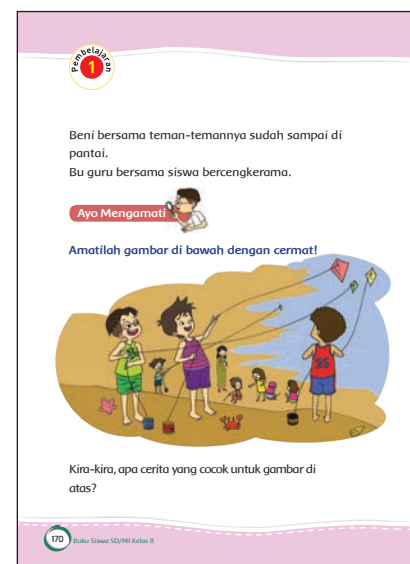 Pembelajaran
1
Beni bersama teman-temannya sudah sampai di
pantai.
Bu guru bersama siswa bercengkerama.
Ayo Mengamati
Amatilah gambar di bawah dengan cermat!
25
Kira-kira, apa cerita yang cocok untuk gambar di
atas?
170 Buku Siswa SD/MI Kelas II